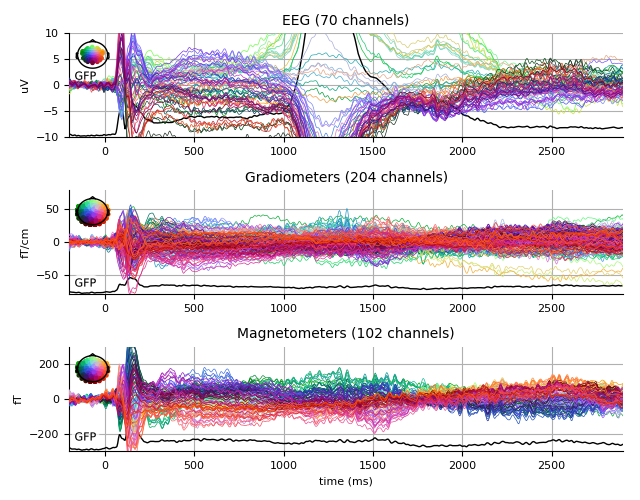 EEG (70 channels)
10
5
0
−5
−10
uV
GFP
0 500 1000 1500 2000 2500
Gradiometers (204 channels)
50
0
−50
fT/cm
GFP
0 500 1000 1500 2000 2500
Magnetometers (102 channels)
200
0
−200
fT
GFP
0 500 1000 1500 2000 2500
time (ms)